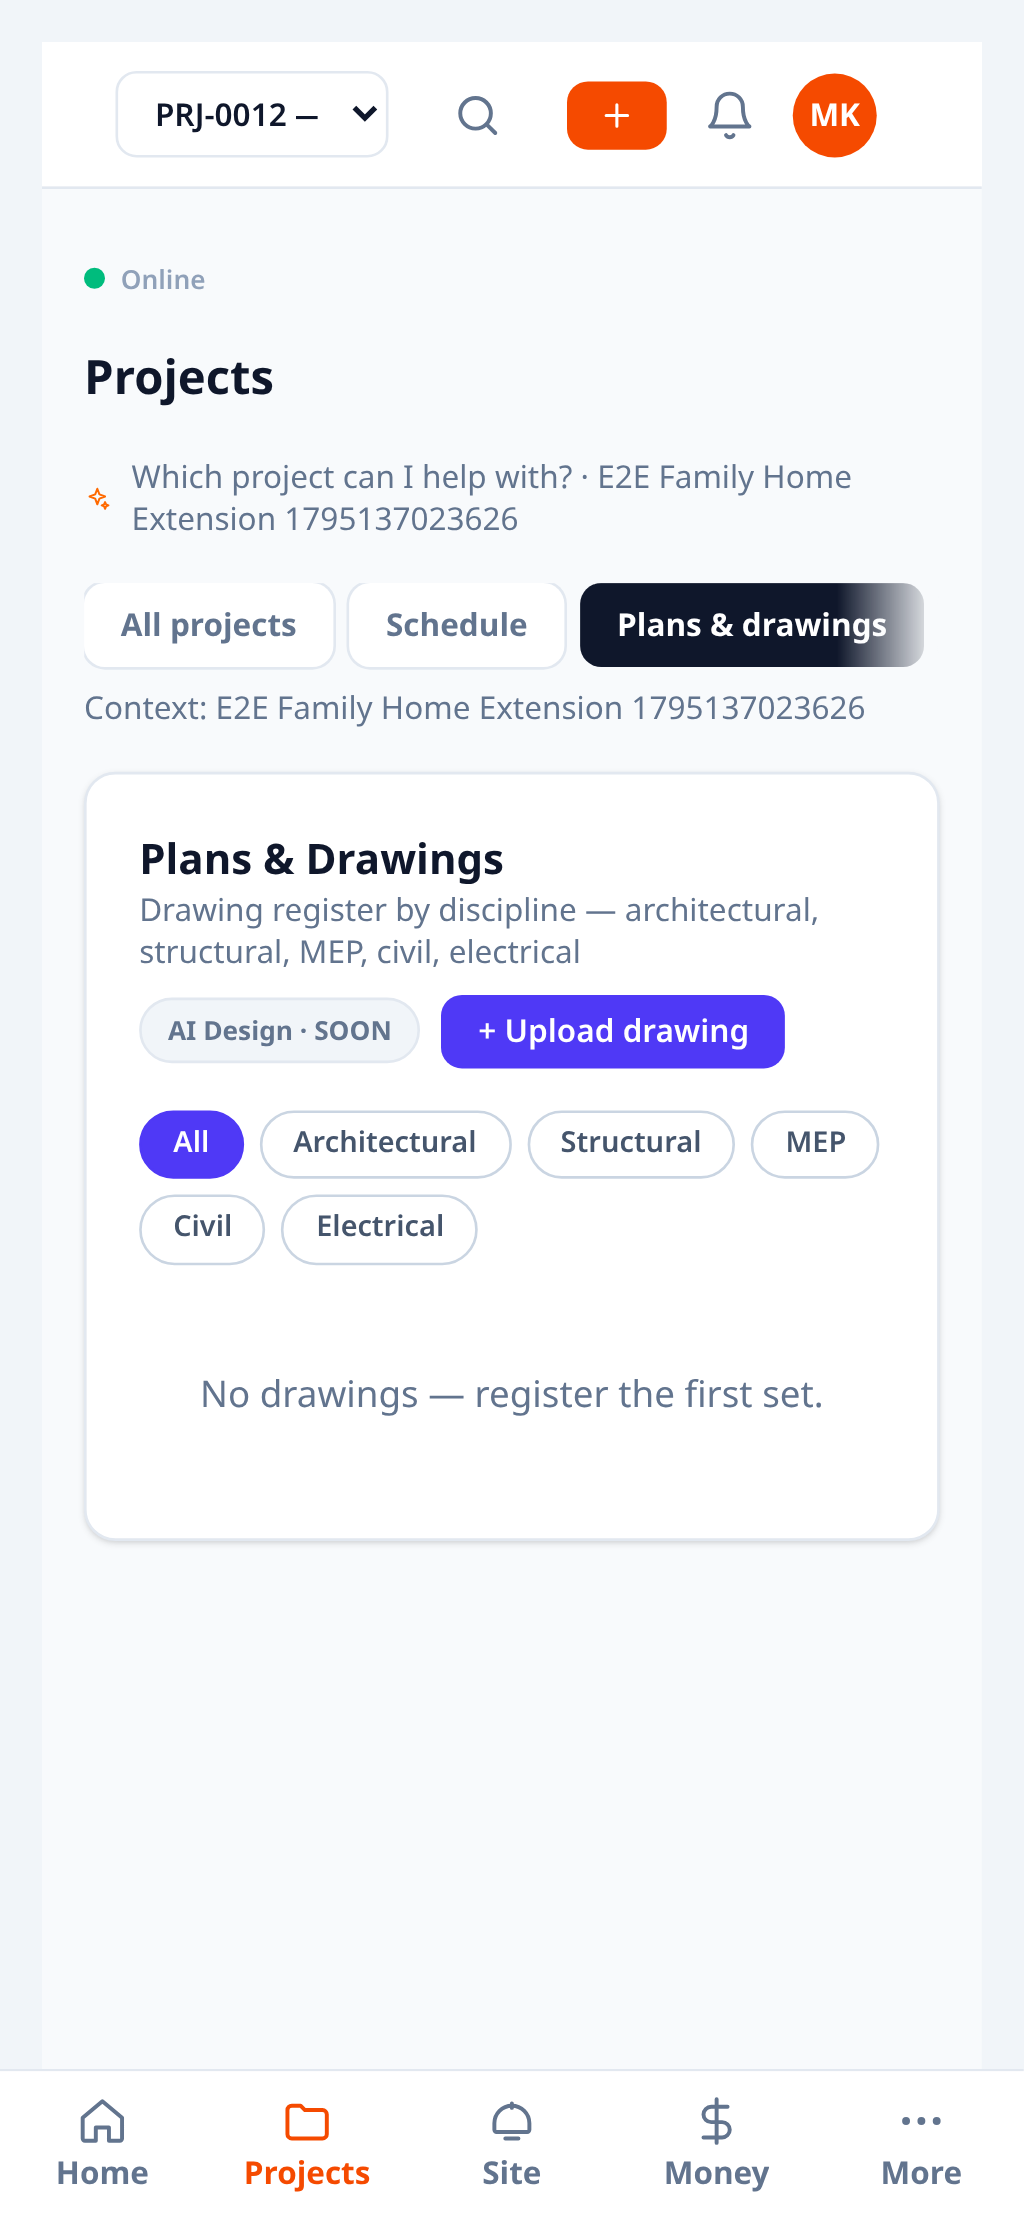 PRJ-0012 —
+
MK
Online
Projects
Which project can I help with? · E2E Family Home
Extension 1795137023626
All projects
Schedule
Plans & drawings
Context: E2E Family Home Extension 1795137023626
Plans & Drawings
Drawing register by discipline — architectural,
structural, MEP, civil, electrical
AI Design · SOON
+ Upload drawing
All
Architectural
Structural
MEP
Civil
Electrical
No drawings — register the first set.
Home
Projects
Site
Money
More